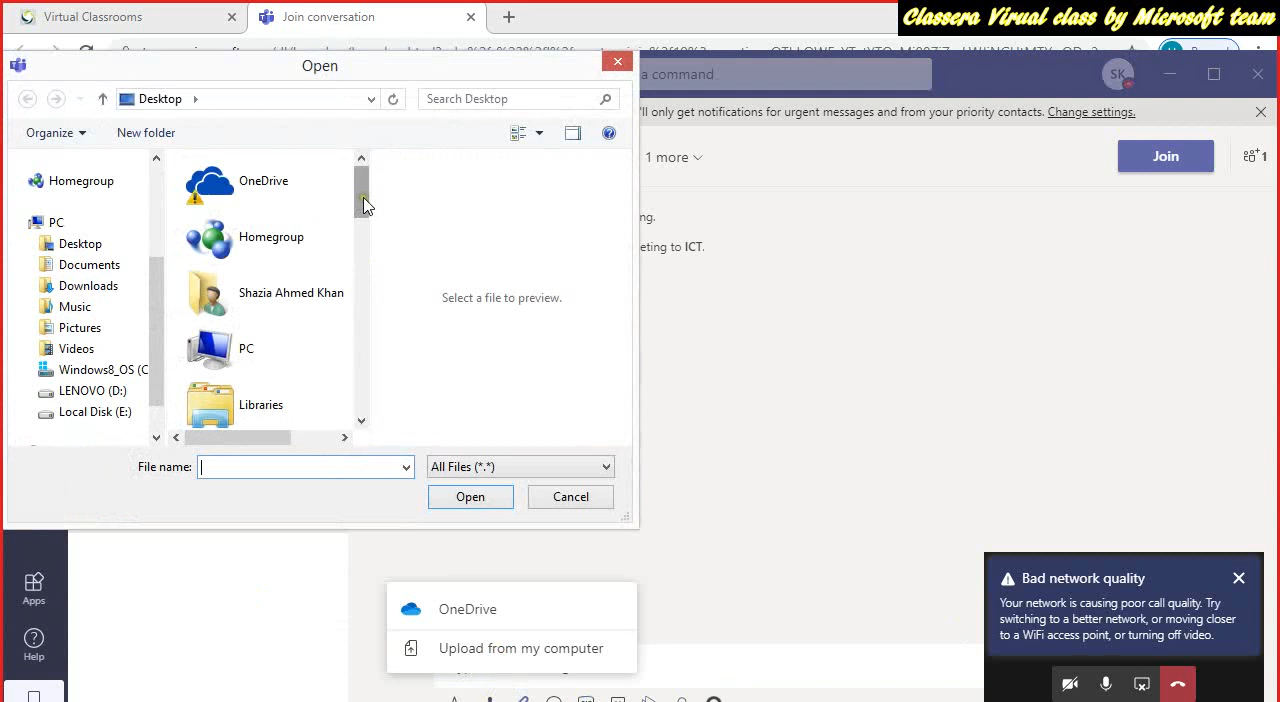 Virtual Classrooms
Join conversation
Classera Virual class by Microsoft team
Open
a command
SK
Desktop
Search Desktop
'll only get notifications for urgent messages and from your priority contacts. Change settings.
Organize
New folder
1 more
Join
1
Homegroup
PC
Desktop
Documents
Downloads
Music
Pictures
Videos
Windows8_OS (C
LENOVO (D:)
Local Disk (E:)
OneDrive
Homegroup
Shazia Ahmed Khan
PC
Libraries
Select a file to preview.
ng.
eting to ICT.
File name:
All Files (*.*)
Open
Cancel
Apps
Help
OneDrive
Upload from my computer
Bad network quality
Your network is causing poor call quality. Try
switching to a better network, or moving closer
to a WiFi access point, or turning off video.